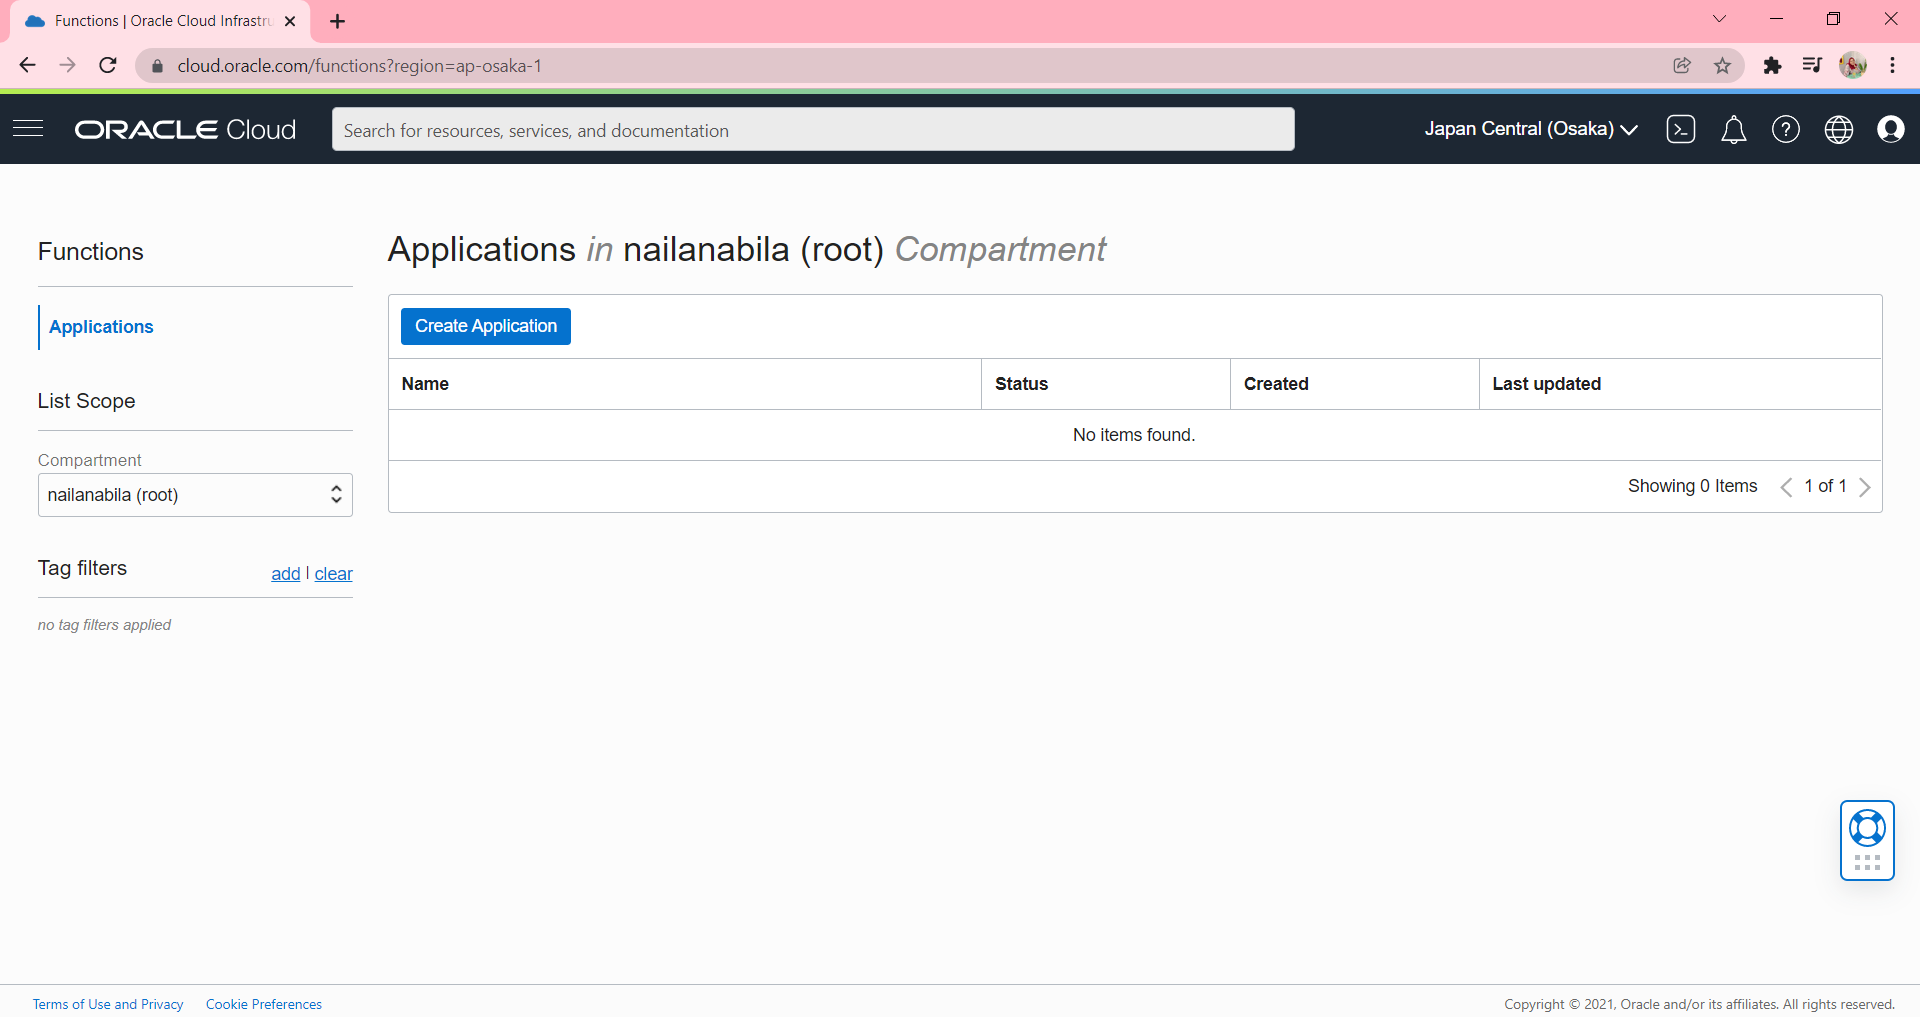 Functions | Oracle Cloud Infrastru
cloud.oracle.com/functions?region=ap-osaka-1
ORACLE Cloud
Search for resources, services, and documentation
Japan Central (Osaka)
Functions
Applications
List Scope
Compartment
nailanabila (root)
Tag filters
add | clear
no tag filters applied
Applications in nailanabila (root) Compartment
Create Application
Name Status Created Last updated
No items found.
Showing 0 Items 1 of 1
Terms of Use and Privacy Cookie Preferences
Copyright © 2021, Oracle and/or its affiliates. All rights reserved.